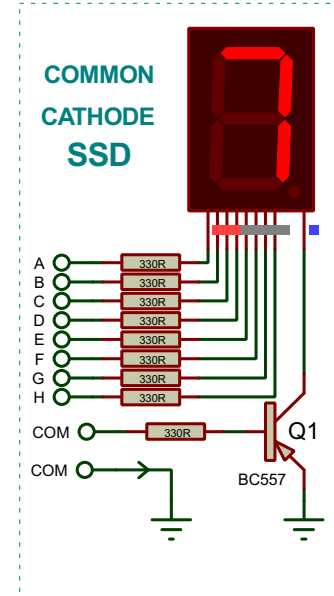 COMMON
CATHODE
SSD
A 330R
B 330R
C 330R
D 330R
E 330R
F 330R
G 330R
H 330R
COM 330R
Q1
COM
BC557